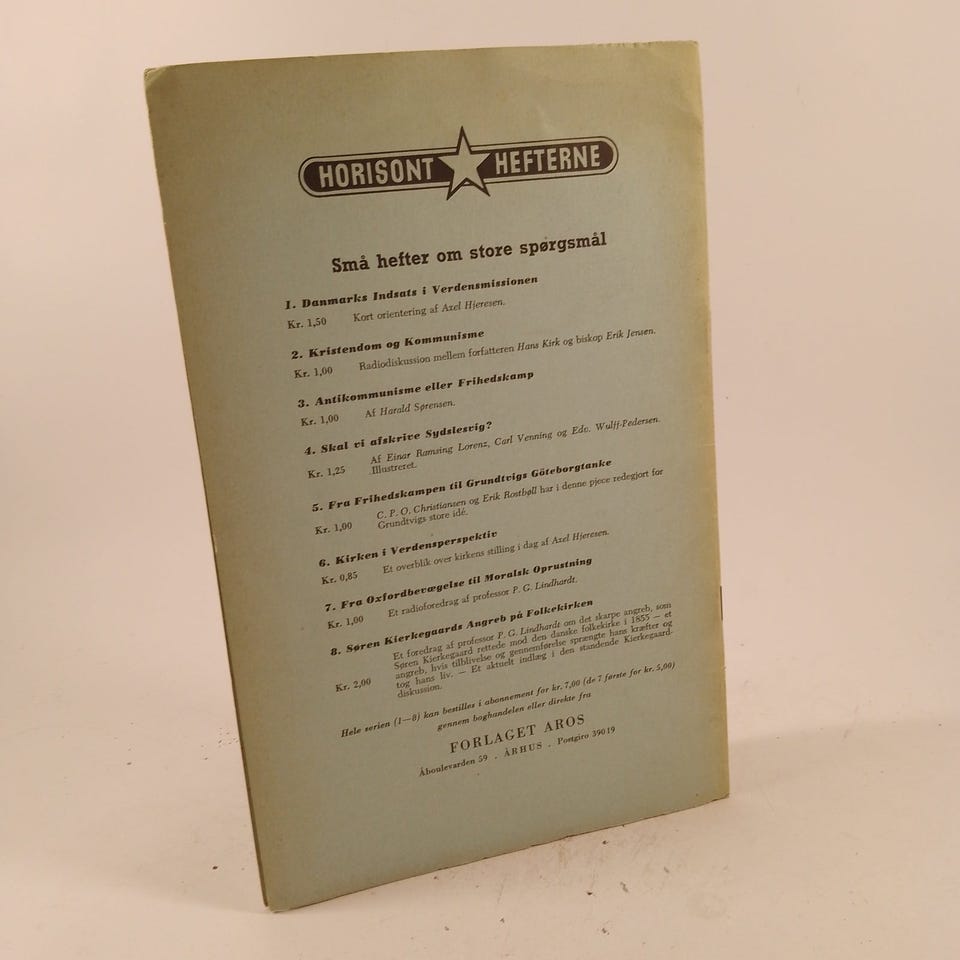 HORISONT HEFTERNE
Små hefter om store spørgsmål
1. Danmarks Indsats i Verdensmissionen
Kr. 1,50 Kort orientering af Axel Hjeresen.
2. Kristendom og Kommunisme
Kr. 1,00 Radiodiskussion mellem forfatteren Hans Kirk og biskop Erik Jensen.
3. Antikommunisme eller Frihedskamp
Kr. 1,00 Af Harald Sørensen.
4. Skal vi afskrive Sydslesvig?
Kr. 1,25 Af Einar Ramsing Lorenz, Carl Venning og Edv. Wulff-Pedersen.
Illustreret.
5. Fra Frihedskampen til Grundtvigs Göteborgtanke
Kr. 1,00 C. P. O. Christiansen og Erik Rostbøll har i denne pjece redegjort for
Grundtvigs store idé.
6. Kirken i Verdensperspektiv
Kr. 0,85 Et overblik over kirkens stilling i dag af Axel Hjeresen.
7. Fra Oxfordbevægelse til Moralsk Oprustning
Kr. 1,00 Et radioforedrag af professor P. G. Lindhardt.
8. Søren Kierkegaards Angreb på Folkekirken
Et foredrag af professor P. G. Lindhardt om det skarpe angreb, som
Søren Kierkegaard rettede mod den danske folkekirke i 1855 — et
angreb, hvis tilblivelse og gennemførelse sprængte hans kræfter og
Kr. 2,00 tog hans liv. — Et aktuelt indlæg i den standende Kierkegaard-
diskussion.
Hele serien (1—8) kan bestilles i abonnement for kr. 7,00 (de 7 første for kr. 5,00)
gennem boghandelen eller direkte fra
FORLAGET AROS
Åboulevarden 59 . ÅRHUS . Postgiro 39019